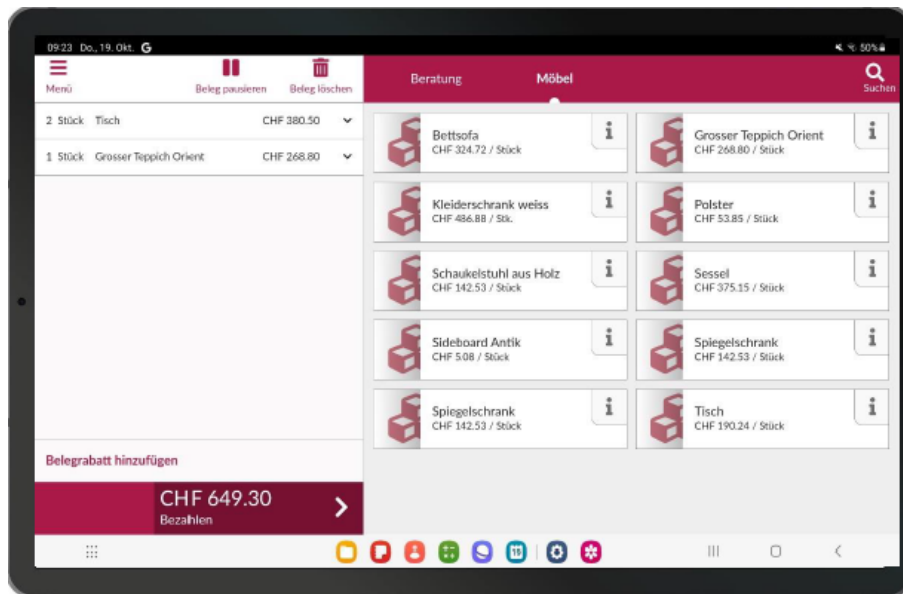 09:23 Do., 19. Okt. G
50%
Menü
Beleg pausieren
Beleg löschen
Beratung
Möbel
Suchen
2 Stück Tisch CHF 380.50
1 Stück Grosser Teppich Orient CHF 268.80
Bettsofa
CHF 324.72 / Stück
i
Grosser Teppich Orient
CHF 268.80 / Stück
i
Kleiderschrank weiss
CHF 486.88 / Stk.
i
Polster
CHF 53.85 / Stück
i
Schaukelstuhl aus Holz
CHF 142.53 / Stück
i
Sessel
CHF 375.15 / Stück
i
Sideboard Antik
CHF 5.08 / Stück
i
Spiegelschrank
CHF 142.53 / Stück
i
Spiegelschrank
CHF 142.53 / Stück
i
Tisch
CHF 190.24 / Stück
i
Belegrabatt hinzufügen
CHF 649.30
Bezahlen
19